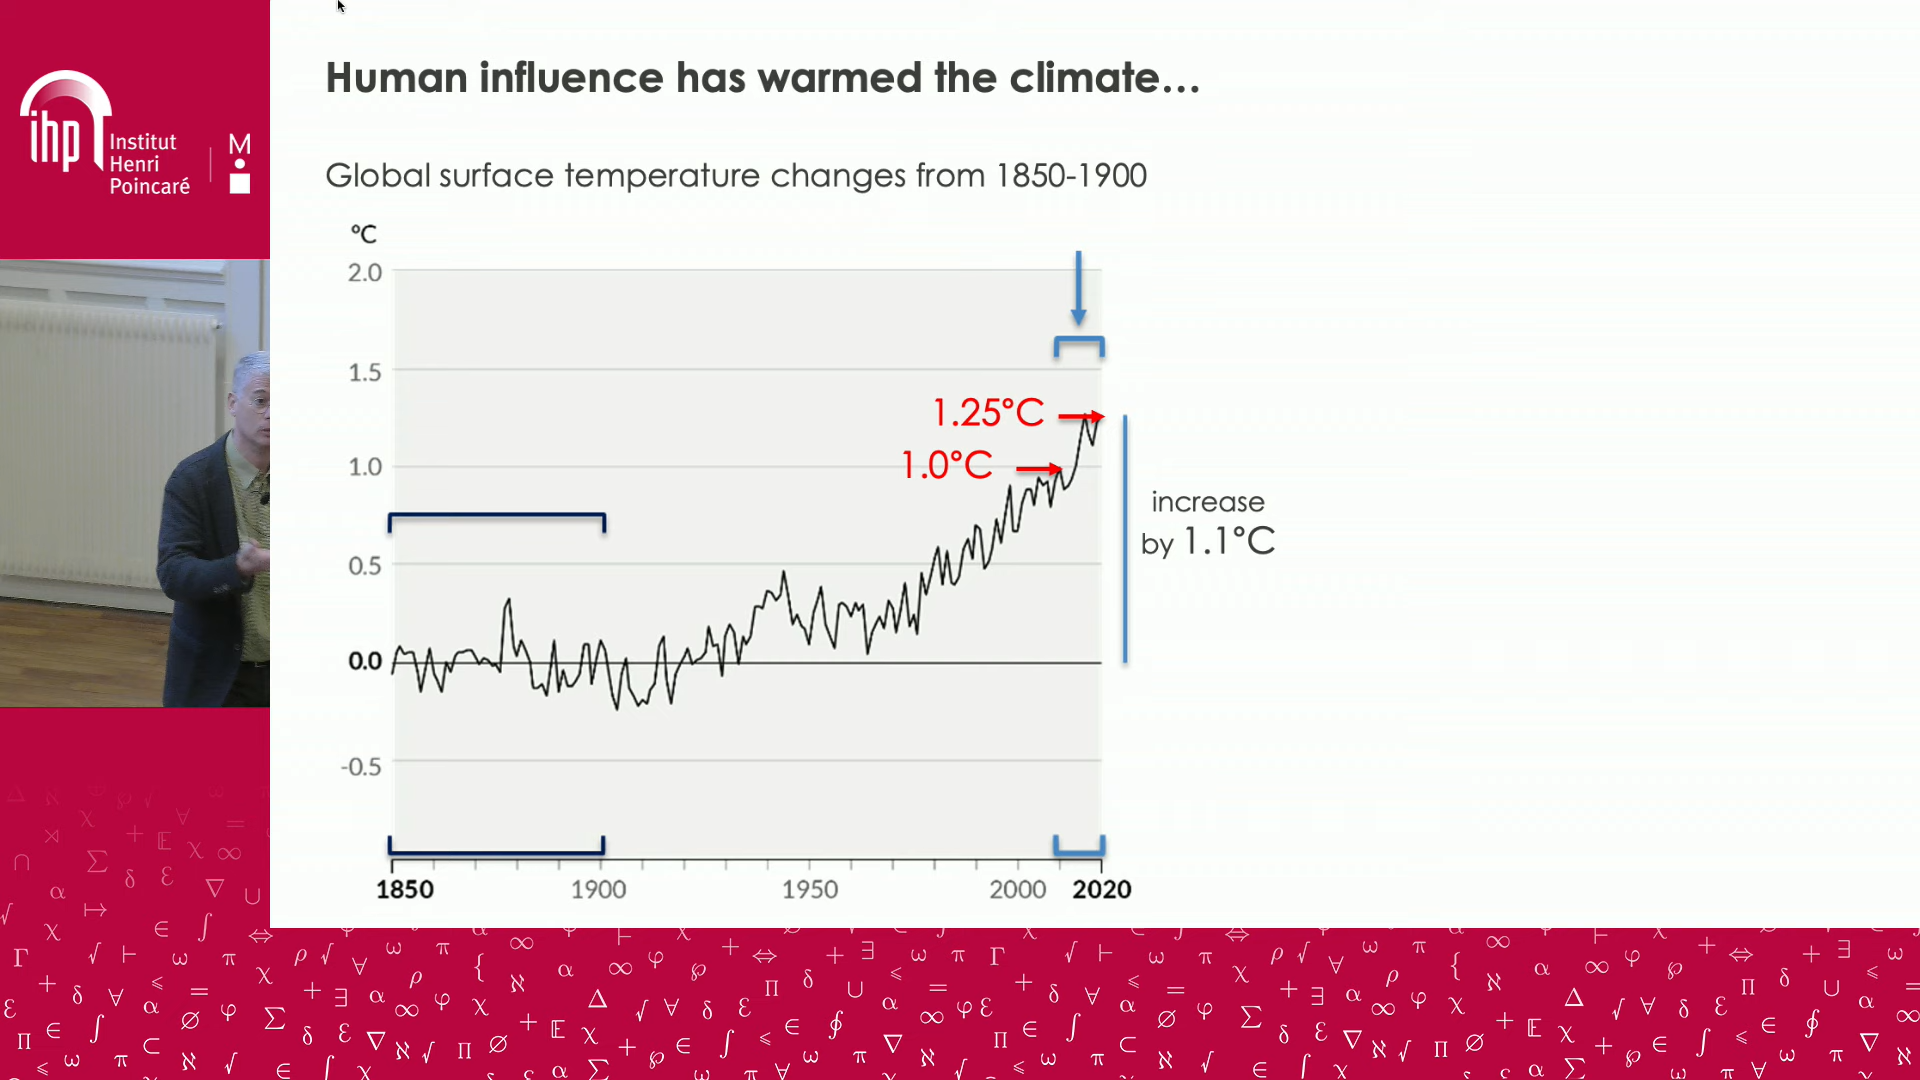 ihp
Institut
Henri
Poincaré
M
Human influence has warmed the climate...
Global surface temperature changes from 1850-1900
°C
2.0
1.5
1.25°C
1.0°C
1.0
increase
by 1.1°C
0.5
0.0
-0.5
1850
1900
1950
2000
2020